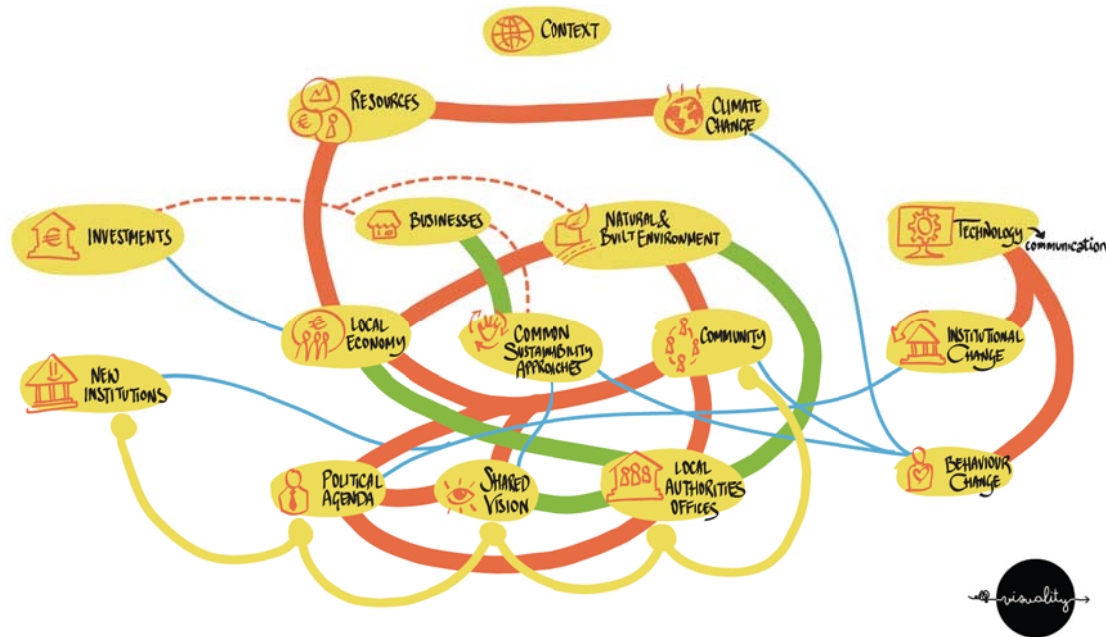 CONTEXT
RESOURCES
CLIMATE
CHANGE
€
€
INVESTMENTS
BUSINESSES
NATURAL &
BUILT ENVIRONMENT
TECHNOLOGY
COMMUNICATION
€
LOCAL
ECONOMY
COMMON
SUSTAINABILITY
APPROACHES
COMMUNITY
INSTITUTIONAL
CHANGE
NEW
INSTITUTIONS
POLITICAL
AGENDA
SHARED
VISION
LOCAL
AUTHORITIES
OFFICES
BEHAVIOUR
CHANGE
visuality